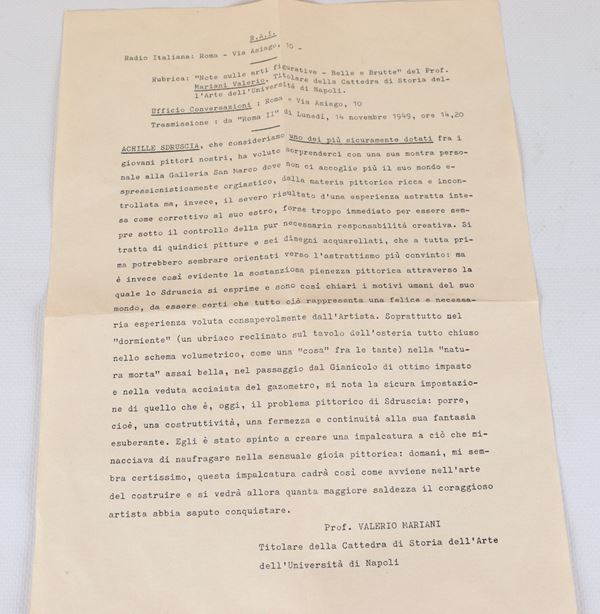 R.A.I.
Radio Italiana: Roma - Via Asiago, 10 -
Rubrica: "Note sulle arti figurative - Belle e Brutte" del Prof.
Mariani Valerio, Titolare della Cattedra di Storia del-
l'Arte dell'Università di Napoli.
Ufficio Conversazioni : Roma - Via Asiago, 10
Trasmissione : da "Roma II" di Lunedì, 14 novembre 1949, ore 14,20
ACHILLE SDRUSCIA, che consideriamo uno dei più sicuramente dotati fra i
giovani pittori nostri, ha voluto sorprenderci con una sua mostra perso-
nale alla Galleria San Marco dove non ci accoglie più il suo mondo e-
spressionisticamente orgiastico, dalla materia pittorica ricca e incon-
trollata ma, invece, il severo risultato d'una esperienza astratta inte-
sa come correttivo al suo estro, forse troppo immediato per essere sem-
pre sotto il controllo della pur necessaria responsabilità creativa. Si
tratta di quindici pitture e sei disegni acquarellati, che a tutta pri-
ma potrebbero sembrare orientati verso l'astrattismo più convinto: ma
è invece così evidente la sostanziosa pienezza pittorica attraverso la
quale lo Sdruscia si esprime e sono così chiari i motivi umani del suo
mondo, da essere certi che tutto ciò rappresenta una felice e necessa-
ria esperienza voluta consapevolmente dall'Artista. Soprattutto nel
"dormiente" (un ubriaco reclinato sul tavolo dell'osteria tutto chiuso
nello schema volumetrico, come una "cosa" fra le tante) nella "natu-
ra morta" assai bella, nel passaggio dal Gianicolo di ottimo impasto
e nella veduta acciaiata del gazometro, si nota la sicura impostazio-
ne di quello che è, oggi, il problema pittorico di Sdruscia: porre,
cioè, una costruttività, una fermezza e continuità alla sua fantasia
esuberante. Egli è stato spinto a creare una impalcatura a ciò che mi-
nacciava di naufragare nella sensuale gioia pittorica: domani, mi sem-
bra certissimo, questa impalcatura cadrà così come avviene nell'arte
del costruire e si vedrà allora quanta maggiore saldezza il coraggioso
artista abbia saputo conquistare.
Prof. VALERIO MARIANI
Titolare della Cattedra di Storia dell'Arte
dell'Università di Napoli